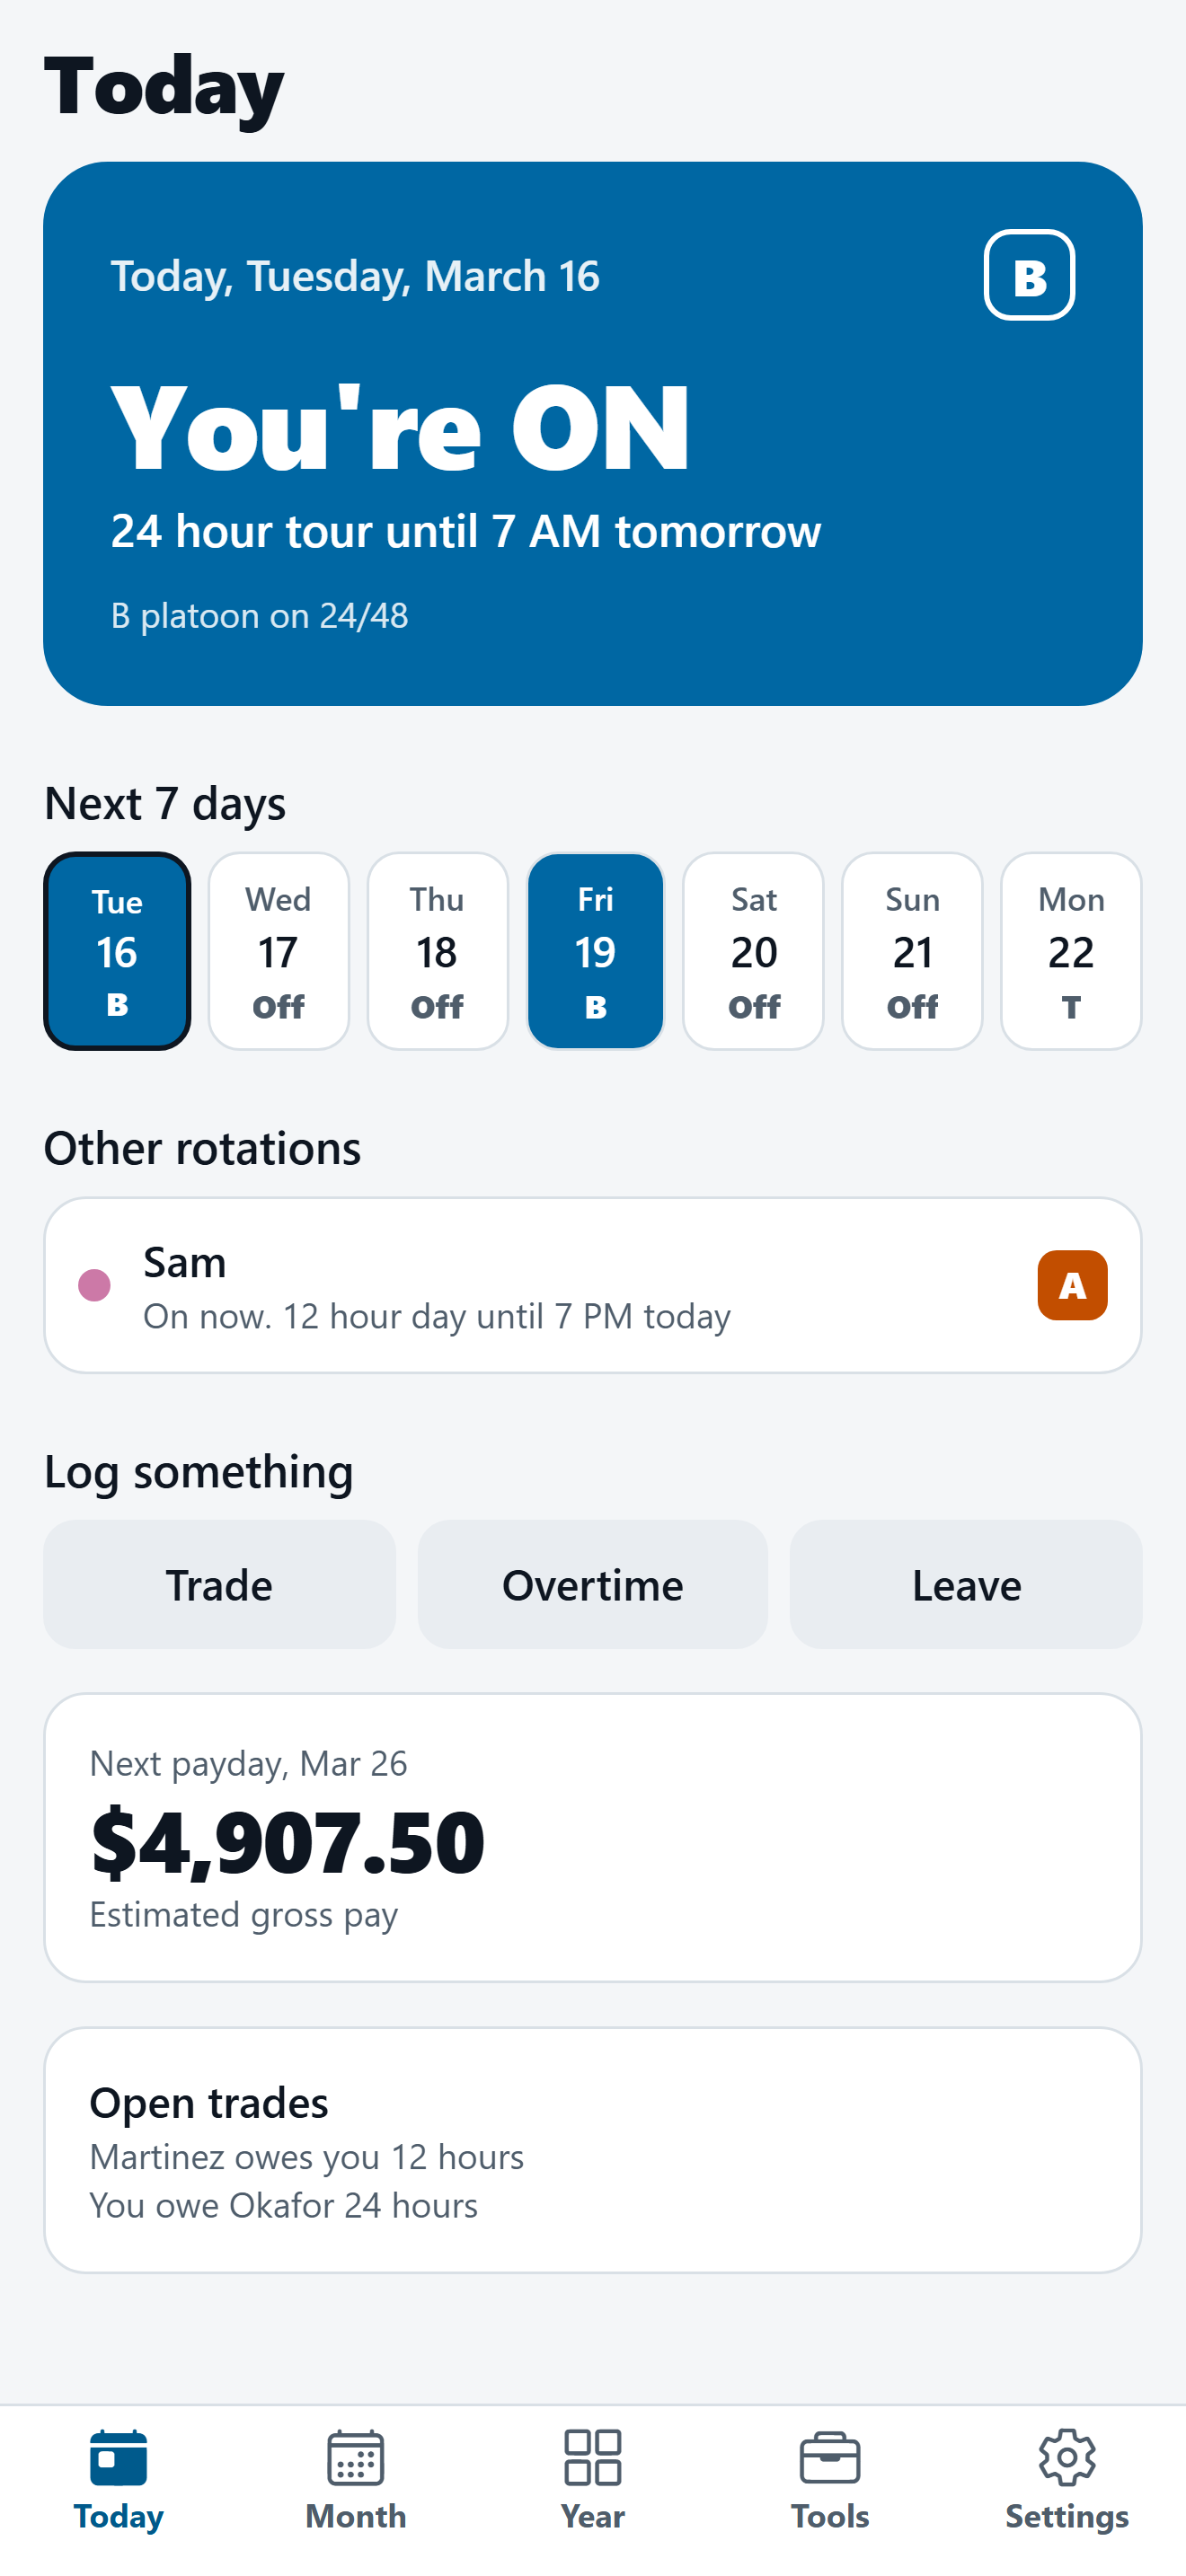 Today
Today, Tuesday, March 16
B
You're ON
24 hour tour until 7 AM tomorrow
B platoon on 24/48
Next 7 days
Tue Wed Thu Fri Sat Sun Mon
16 17 18 19 20 21 22
B Off Off B Off Off T
Other rotations
Sam
On now. 12 hour day until 7 PM today
A
Log something
Trade Overtime Leave
Next payday, Mar 26
$4,907.50
Estimated gross pay
Open trades
Martinez owes you 12 hours
You owe Okafor 24 hours
Today Month Year Tools Settings